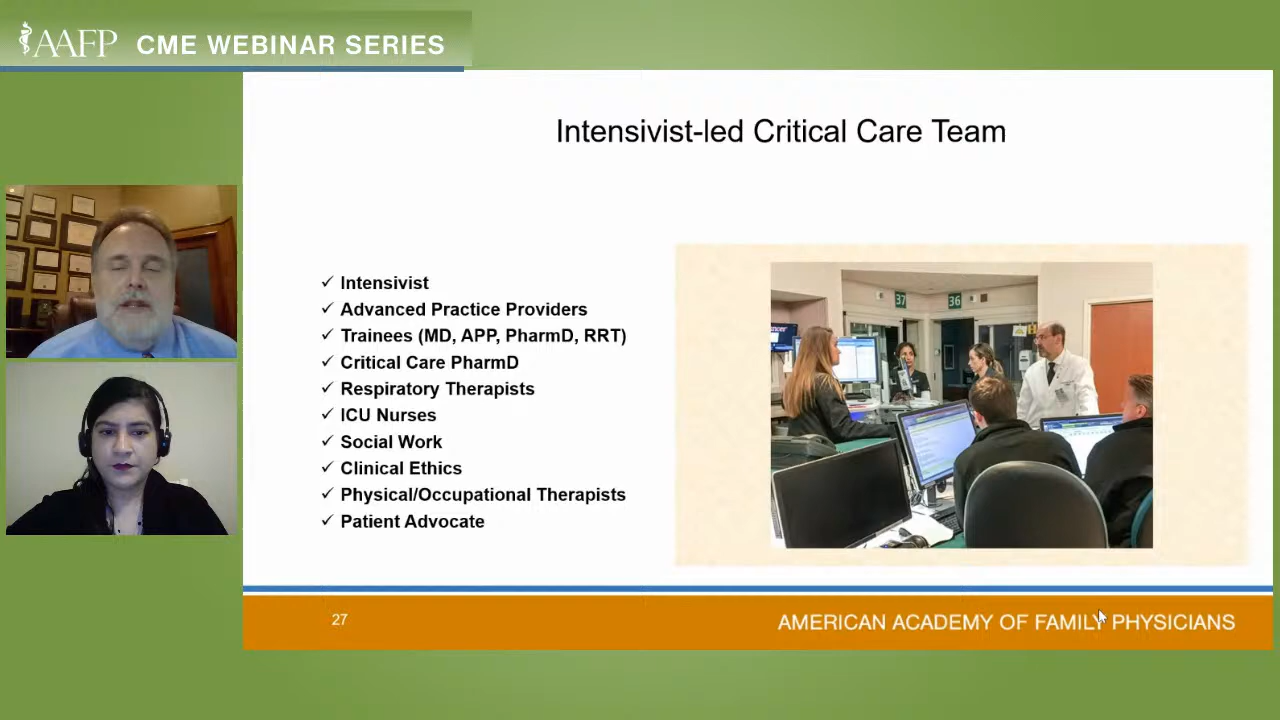 AAFP CME WEBINAR SERIES
Intensivist-led Critical Care Team
✓ Intensivist
✓ Advanced Practice Providers
✓ Trainees (MD, APP, PharmD, RRT)
✓ Critical Care PharmD
✓ Respiratory Therapists
✓ ICU Nurses
✓ Social Work
✓ Clinical Ethics
✓ Physical/Occupational Therapists
✓ Patient Advocate
37
36
27
AMERICAN ACADEMY OF FAMILY PHYSICIANS